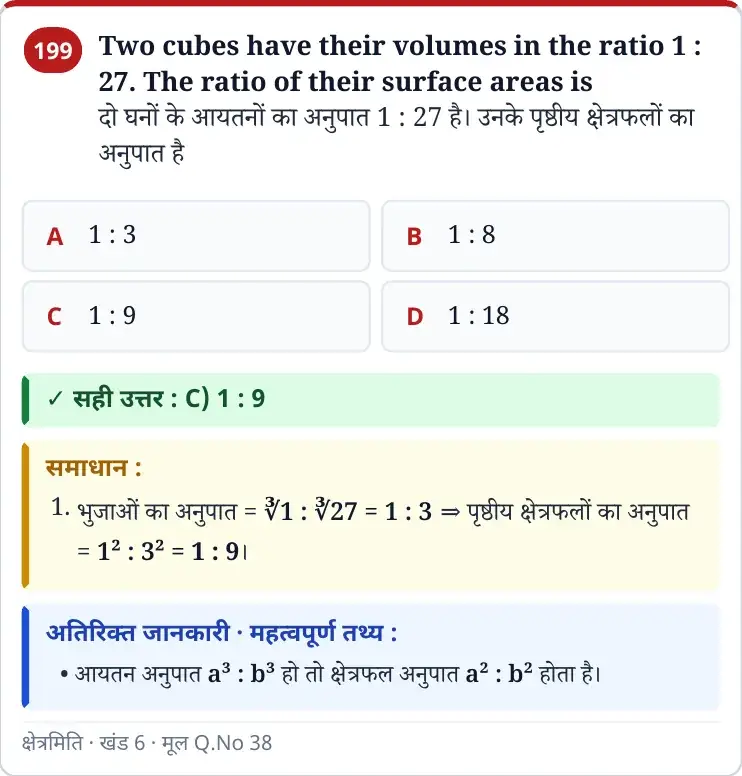 199
Two cubes have their volumes in the ratio 1 :
27. The ratio of their surface areas is
दो घनों के आयतनों का अनुपात 1 : 27 है। उनके पृष्ठीय क्षेत्रफलों का
अनुपात है
A 1 : 3
B 1 : 8
C 1 : 9
D 1 : 18
✓ सही उत्तर : C) 1 : 9
समाधान :
1. भुजाओं का अनुपात = ∛1 : ∛27 = 1 : 3 ⇒ पृष्ठीय क्षेत्रफलों का अनुपात
= 1² : 3² = 1 : 9।
अतिरिक्त जानकारी · महत्वपूर्ण तथ्य :
• आयतन अनुपात a³ : b³ हो तो क्षेत्रफल अनुपात a² : b² होता है।
क्षेत्रमिति · खंड 6 · मूल Q.No 38